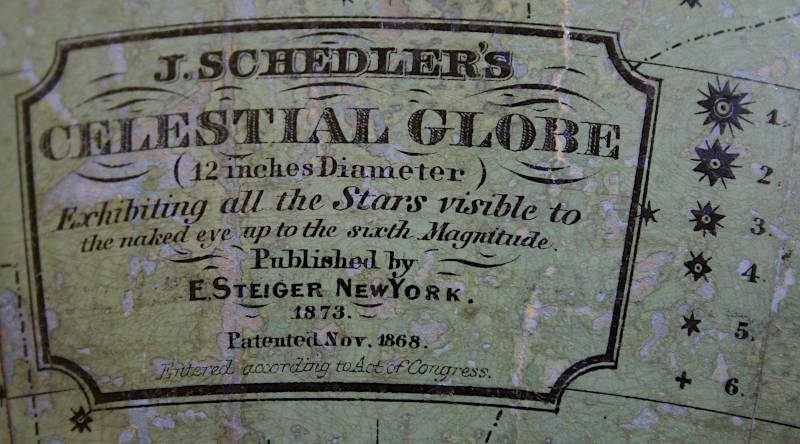 J. SCHEDLER'S
CELESTIAL GLOBE
(12 inches Diameter)
Exhibiting all the Stars visible to
the naked eye up to the sixth Magnitude.
Published by
E. STEIGER NEW YORK.
1873.
Patented Nov. 1868.
Entered according to Act of Congress.
1.
2.
3.
4.
5.
6.